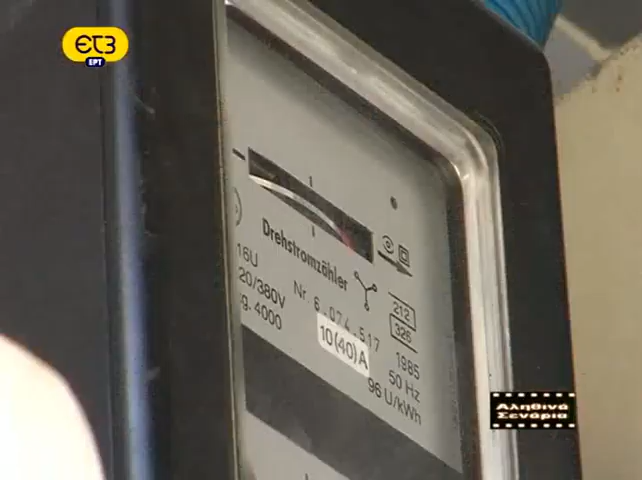 ET3
ΕΡΤ
Drehstromzähler
16U
20/380V
Nr. 6.074.517
212
326
g. 4000
10(40)A
1985
50 Hz
96 U/kWh
Αληθινά
Σενάρια